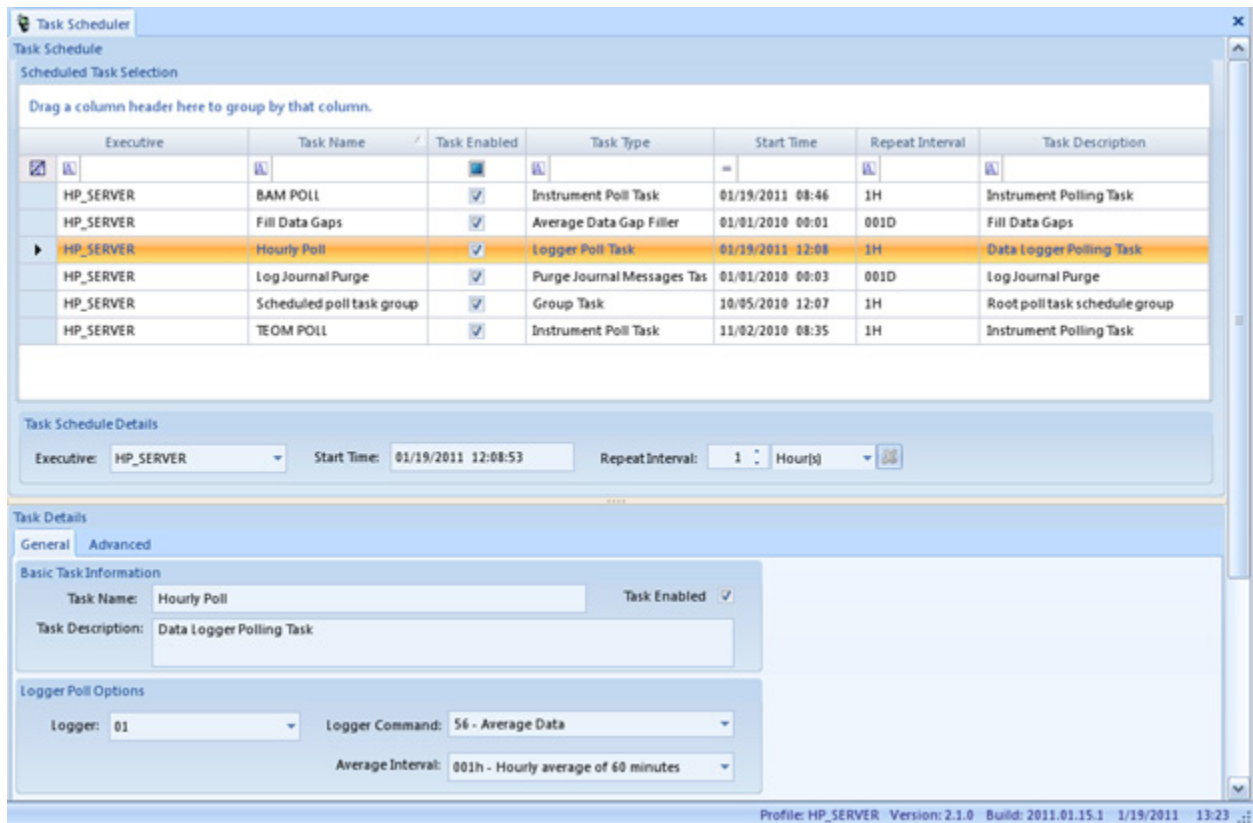 Task Scheduler
Task Schedule
Scheduled Task Selection
Drag a column header here to group by that column.
Executive Task Name Task Enabled Task Type Start Time Repeat Interval Task Description
HP_SERVER BAM POLL Instrument Poll Task 01/19/2011 08:46 1H Instrument Polling Task
HP_SERVER Fill Data Gaps Average Data Gap Filler 01/01/2010 00:01 001D Fill Data Gaps
HP_SERVER Hourly Poll Logger Poll Task 01/19/2011 12:08 1H Data Logger Polling Task
HP_SERVER Log Journal Purge Purge Journal Messages Tas 01/01/2010 00:03 001D Log Journal Purge
HP_SERVER Scheduled poll task group Group Task 10/05/2010 12:07 1H Root poll task schedule group
HP_SERVER TEOM POLL Instrument Poll Task 11/02/2010 08:35 1H Instrument Polling Task
Task Schedule Details
Executive: HP_SERVER Start Time: 01/19/2011 12:08:53 Repeat Interval: 1 Hour(s)
Task Details
General Advanced
Basic Task Information
Task Name: Hourly Poll Task Enabled
Task Description: Data Logger Polling Task
Logger Poll Options
Logger: 01 Logger Command: 56 - Average Data
Average Interval: 001h - Hourly average of 60 minutes
Profile: HP_SERVER Version: 2.1.0 Build: 2011.01.15.1 1/19/2011 13:23